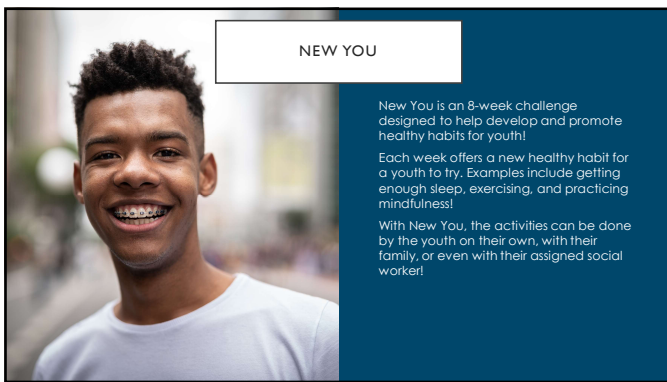 NEW YOU
New You is an 8-week challenge
designed to help develop and promote
healthy habits for youth!
Each week offers a new healthy habit for
a youth to try. Examples include getting
enough sleep, exercising, and practicing
mindfulness!
With New You, the activities can be done
by the youth on their own, with their
family, or even with their assigned social
worker!